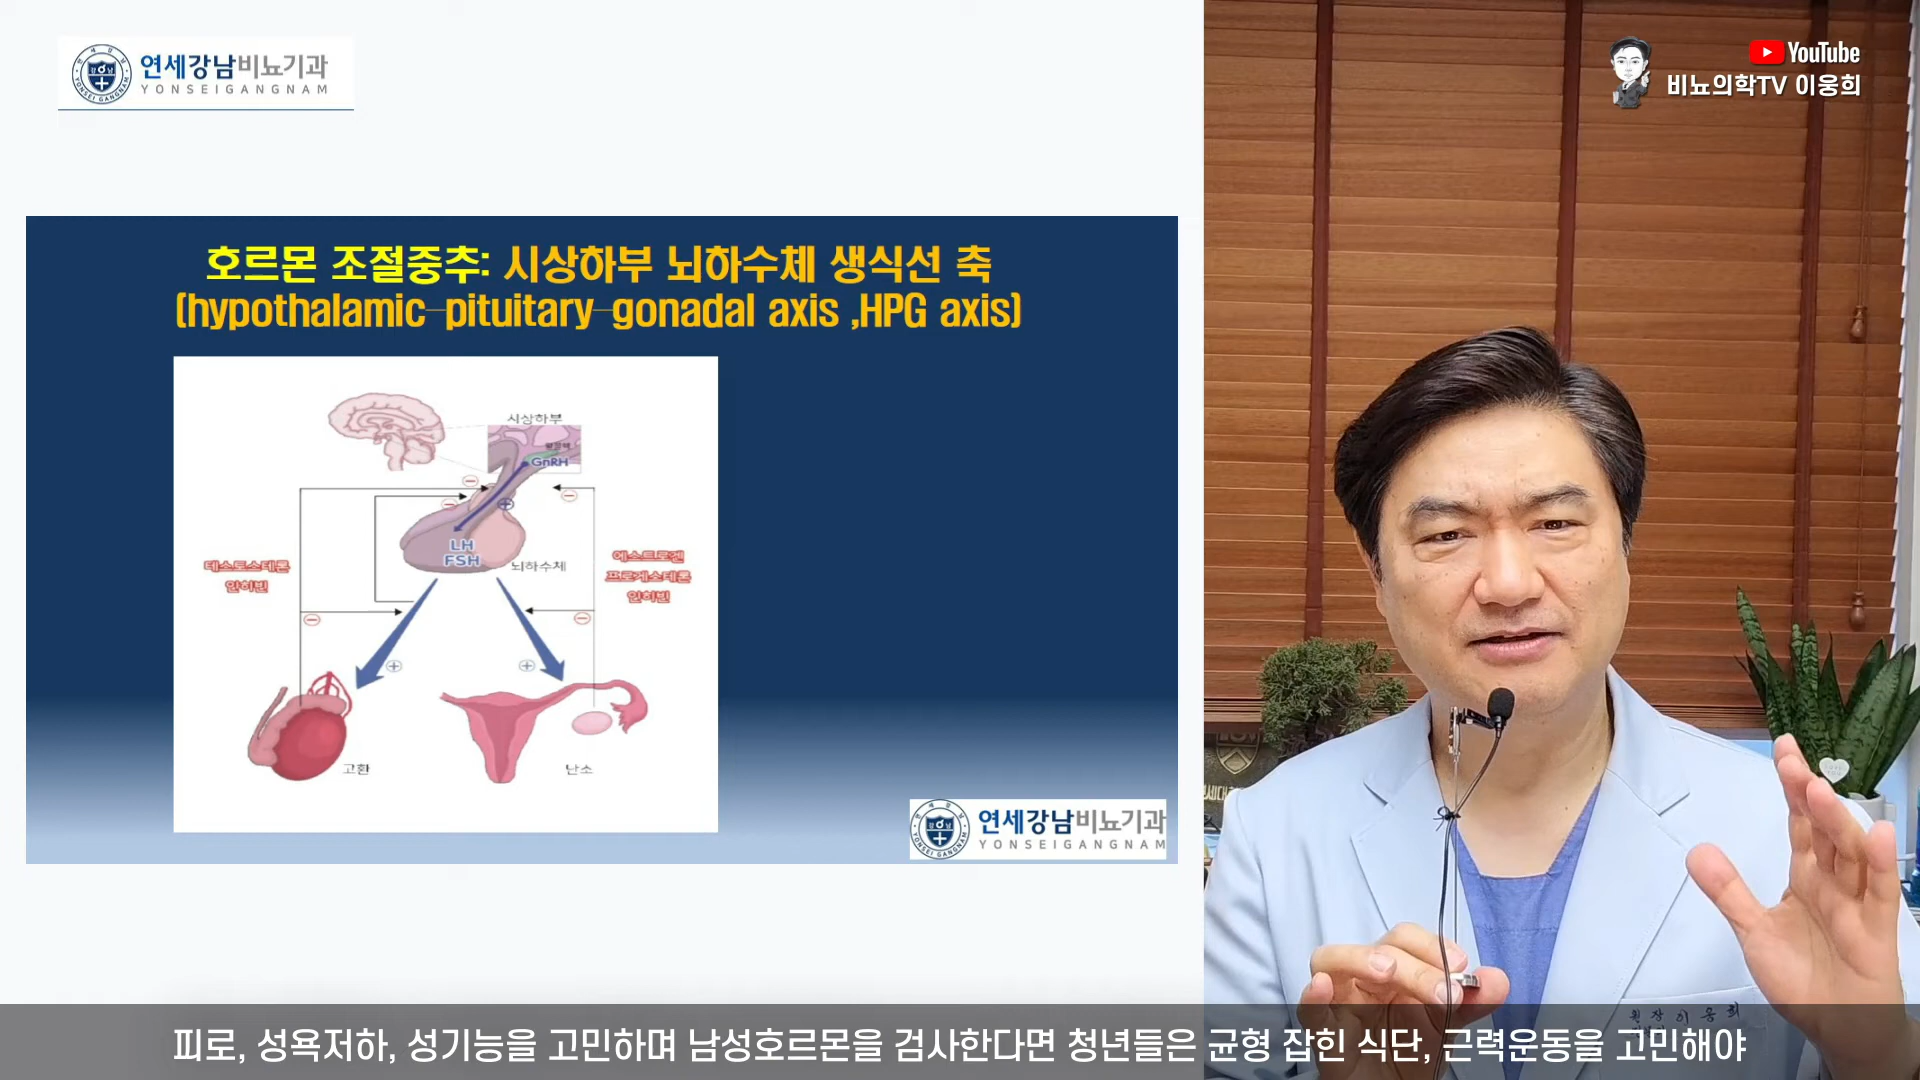 연세강남비뇨기과
YONSEIGANGNAM
YouTube
비뇨의학TV 이웅희
호르몬 조절중추: 시상하부 뇌하수체 생식선 축
(hypothalamic-pituitary-gonadal axis ,HPG axis)
시상하부
GnRH
LH
FSH
뇌하수체
테스토스테론
인히빈
에스트로겐
프로게스테론
인히빈
고환
난소
연세강남비뇨기과
YONSEIGANGNAM
원장 이웅희
피로, 성욕저하, 성기능을 고민하며 남성호르몬을 검사한다면 청년들은 균형 잡힌 식단, 근력운동을 고민해야